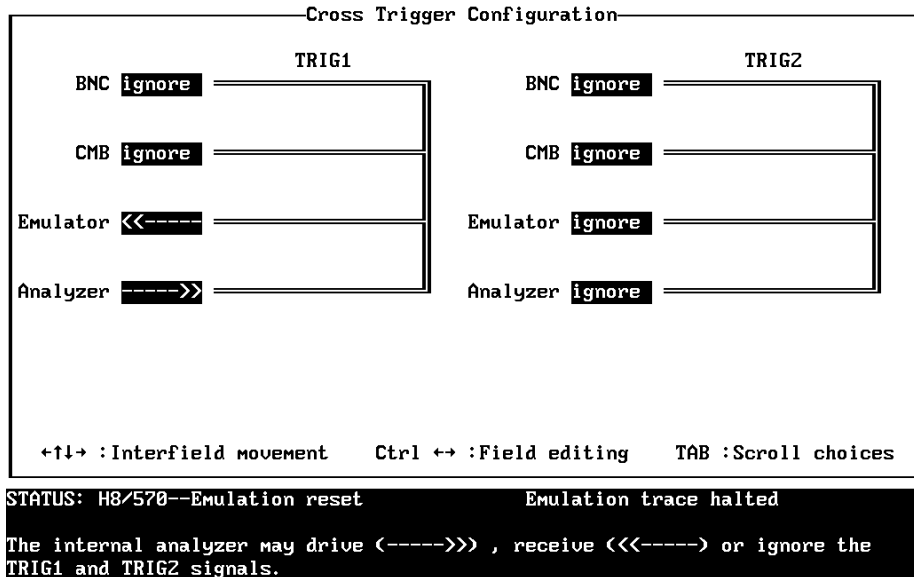 Cross Trigger Configuration
TRIG1 TRIG2
BNC ignore BNC ignore
CMB ignore CMB ignore
Emulator <<----- Emulator ignore
Analyzer ----->> Analyzer ignore
←↑↓→ :Interfield movement Ctrl ↔ :Field editing TAB :Scroll choices
STATUS: H8/570--Emulation reset Emulation trace halted
The internal analyzer may drive (----->>) , receive (<<-----) or ignore the
TRIG1 and TRIG2 signals.